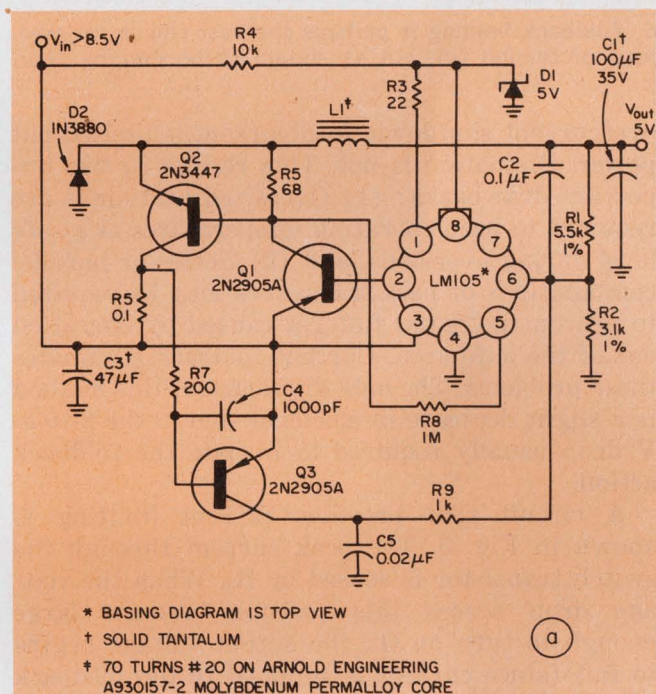 V_in >8.5V
R4
10k
R3
22
D1
5V
C1†
100µF
35V
V_out
5V
D2
1N3880
L1‡
Q2
2N3447
R5
68
C2
0.1µF
R1
5.5k
1%
Q1
2N2905A
1
8
7
2
LM105*
6
3
4
5
R5
0.1
R2
3.1k
1%
C3†
47µF
R7
200
C4
1000pF
R8
1M
Q3
2N2905A
R9
1k
C5
0.02µF
* BASING DIAGRAM IS TOP VIEW
† SOLID TANTALUM
‡ 70 TURNS #20 ON ARNOLD ENGINEERING
A930157-2 MOLYBDENUM PERMALLOY CORE
a